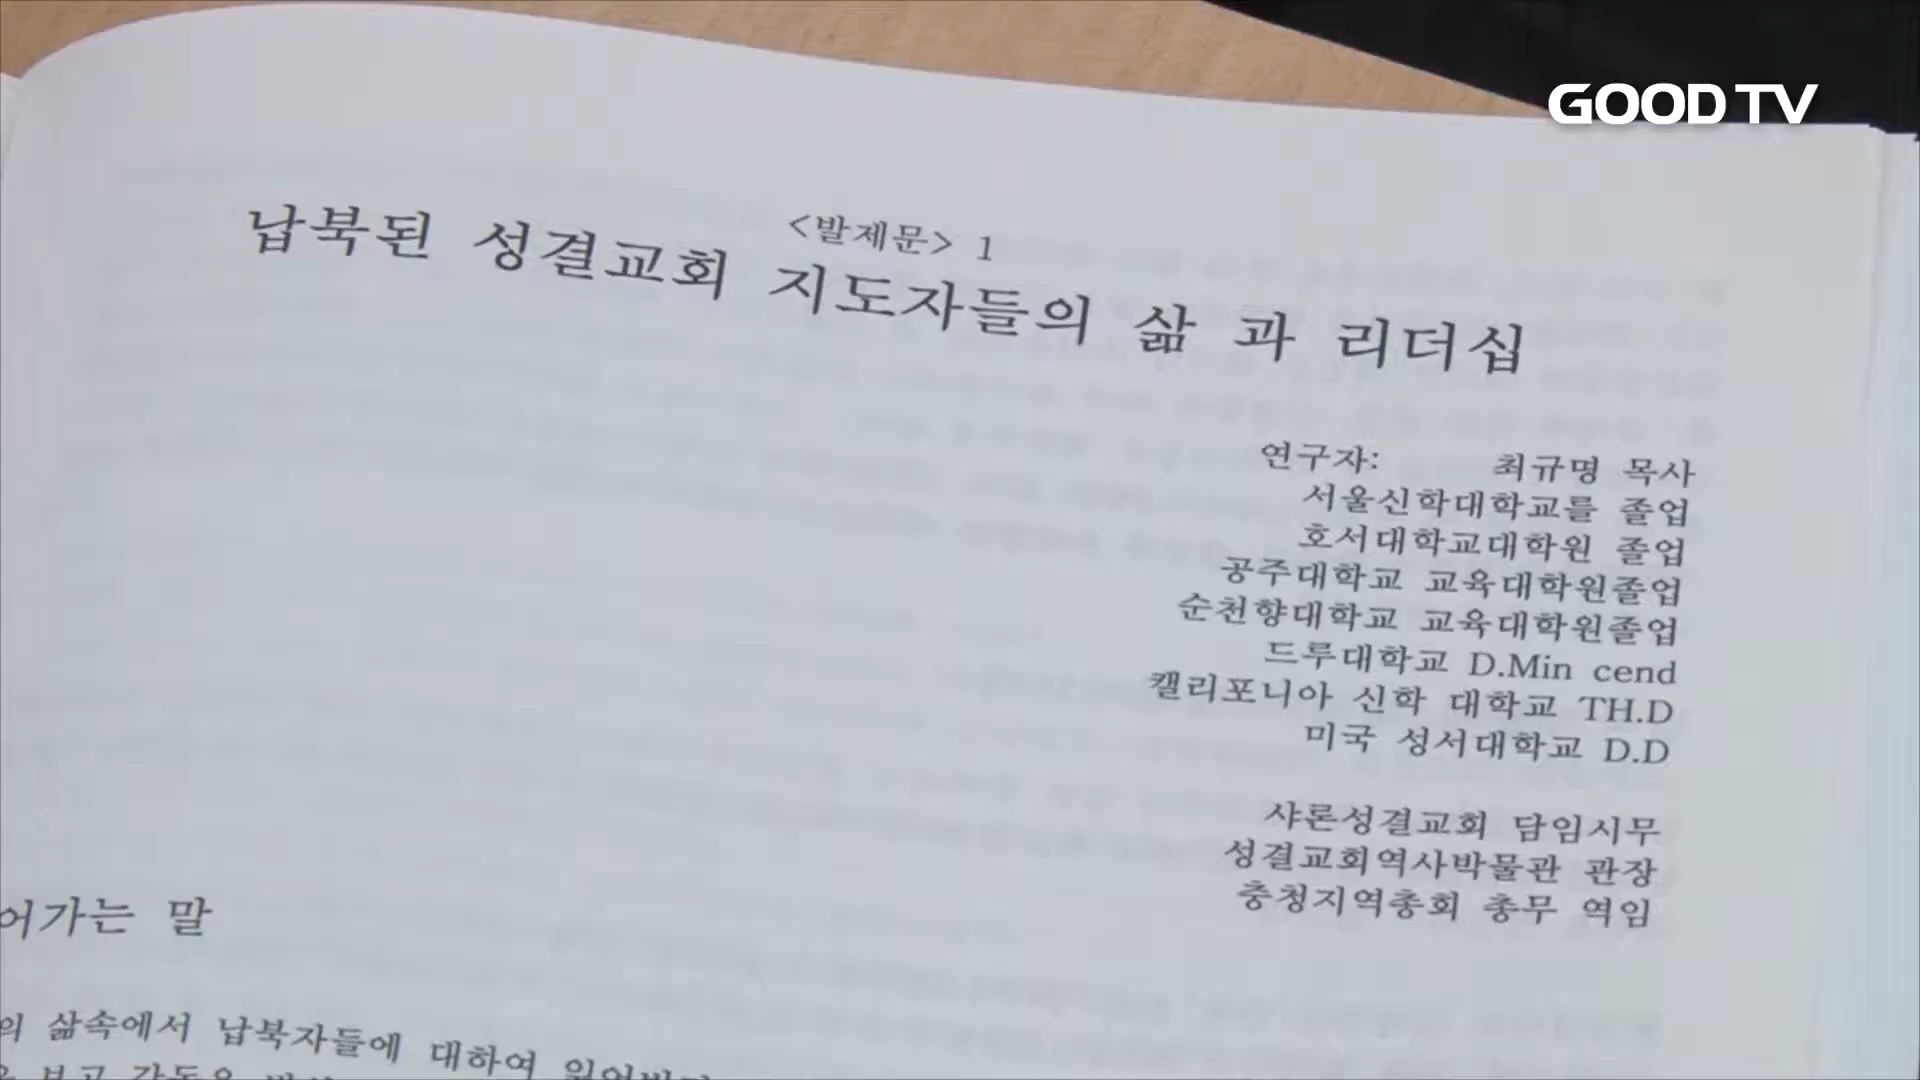 GOOD TV
<발제문> 1
납북된 성결교회 지도자들의 삶 과 리더십
연구자: 최규명 목사
서울신학대학교를 졸업
호서대학교대학원 졸업
공주대학교 교육대학원졸업
순천향대학교 교육대학원졸업
드루대학교 D.Min cend
캘리포니아 신학 대학교 TH.D
미국 성서대학교 D.D
샤론성결교회 담임시무
성결교회역사박물관 관장
충청지역총회 총무 역임
어가는 말
의 삶속에서 납북자들에 대하여